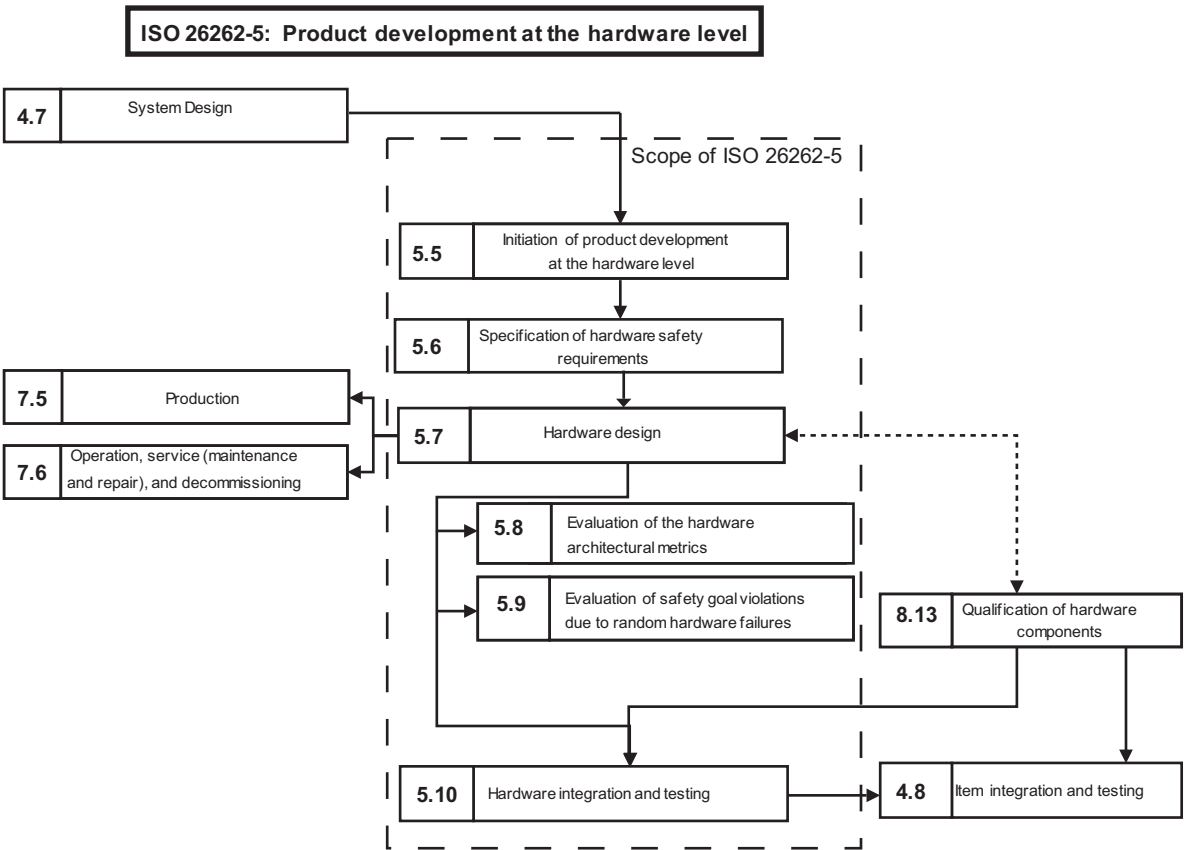 ISO 26262-5: Product development at the hardware level
4.7
System Design
Scope of ISO 26262-5
5.5
Initiation of product development
at the hardware level
5.6
Specification of hardware safety
requirements
7.5
Production
5.7
Hardware design
7.6
Operation, service (maintenance
and repair), and decommissioning
5.8
Evaluation of the hardware
architectural metrics
5.9
Evaluation of safety goal violations
due to random hardware failures
8.13
Qualification of hardware
components
5.10
Hardware integration and testing
4.8
Item integration and testing